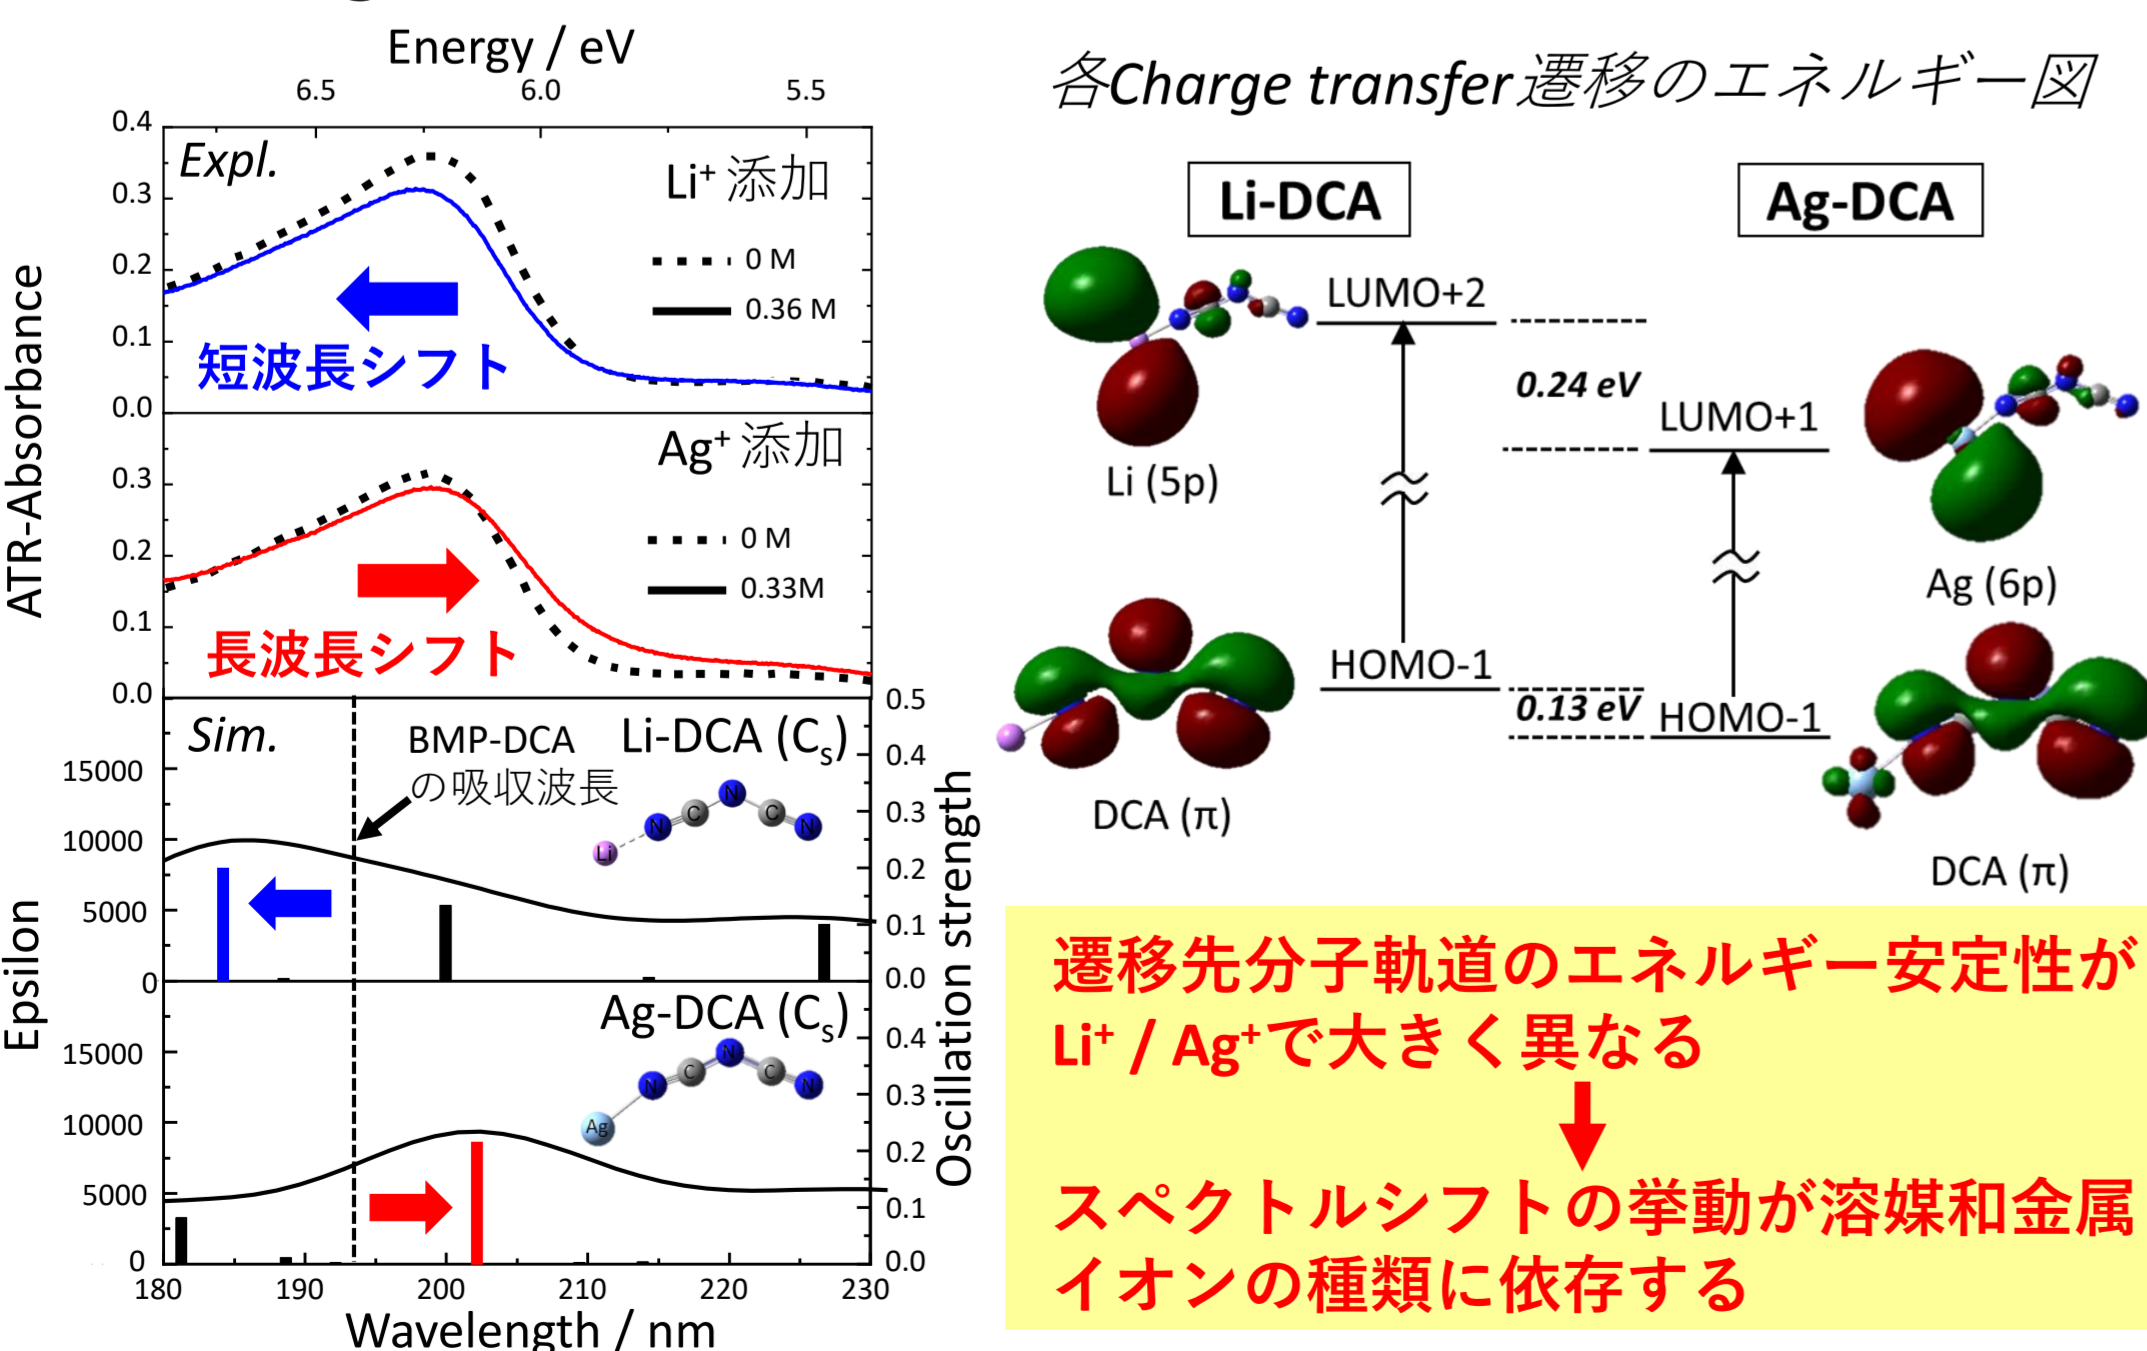 Energy / eV
6.5 6.0 5.5
ATR-Absorbance
0.4
0.3
0.2
0.1
0.0
Expl.
Li⁺ 添加
0 M
0.36 M
短波長シフト
0.3
0.2
0.1
0.0
Ag⁺ 添加
0 M
0.33M
長波長シフト
Epsilon
15000
10000
5000
0
Sim.
BMP-DCA
の吸収波長
Li-DCA (Cₛ)
Li N C N C N
0.5
0.4
0.3
0.2
0.1
0.0
Oscillation strength
15000
10000
5000
0
Ag-DCA (Cₛ)
Ag N C N C N
0.4
0.3
0.2
0.1
0.0
180 190 200 210 220 230
Wavelength / nm
各Charge transfer遷移のエネルギー図
Li-DCA
Ag-DCA
LUMO+2
0.24 eV
LUMO+1
Li (5p)
Ag (6p)
HOMO-1
0.13 eV
HOMO-1
DCA (π)
DCA (π)
遷移先分子軌道のエネルギー安定性が
Li⁺ / Ag⁺で大きく異なる
スペクトルシフトの挙動が溶媒和金属
イオンの種類に依存する